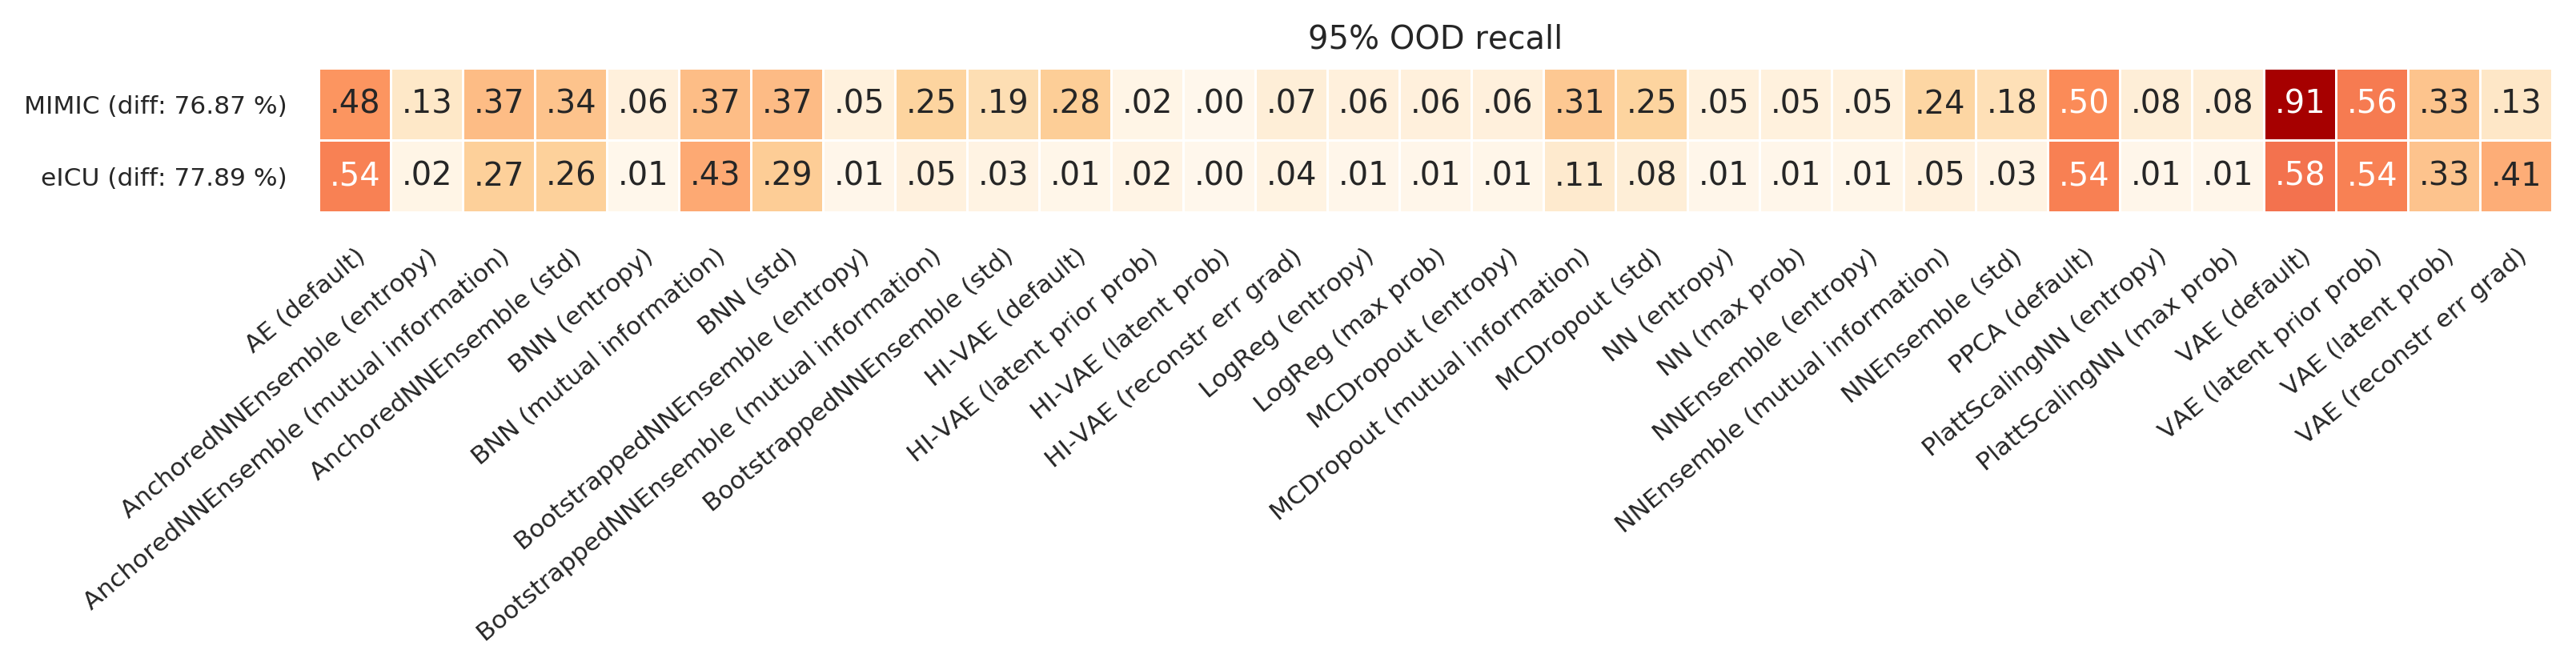 95% OOD recall
MIMIC (diff: 76.87 %) .48 .13 .37 .34 .06 .37 .37 .05 .25 .19 .28 .02 .00 .07 .06 .06 .06 .31 .25 .05 .05 .05 .24 .18 .50 .08 .08 .91 .56 .33 .13
eICU (diff: 77.89 %) .54 .02 .27 .26 .01 .43 .29 .01 .05 .03 .01 .02 .00 .04 .01 .01 .01 .11 .08 .01 .01 .01 .05 .03 .54 .01 .01 .58 .54 .33 .41
AE (default)
AnchoredNNEnsemble (entropy)
AnchoredNNEnsemble (mutual information)
AnchoredNNEnsemble (std)
BNN (entropy)
BNN (mutual information)
BNN (std)
BootstrappedNNEnsemble (entropy)
BootstrappedNNEnsemble (mutual information)
BootstrappedNNEnsemble (std)
HI-VAE (default)
HI-VAE (latent prior prob)
HI-VAE (latent prob)
HI-VAE (reconstr err grad)
LogReg (entropy)
LogReg (max prob)
MCDropout (entropy)
MCDropout (mutual information)
MCDropout (std)
NN (entropy)
NN (max prob)
NNEnsemble (entropy)
NNEnsemble (mutual information)
NNEnsemble (std)
PPCA (default)
PlattScalingNN (entropy)
PlattScalingNN (max prob)
VAE (default)
VAE (latent prior prob)
VAE (latent prob)
VAE (reconstr err grad)